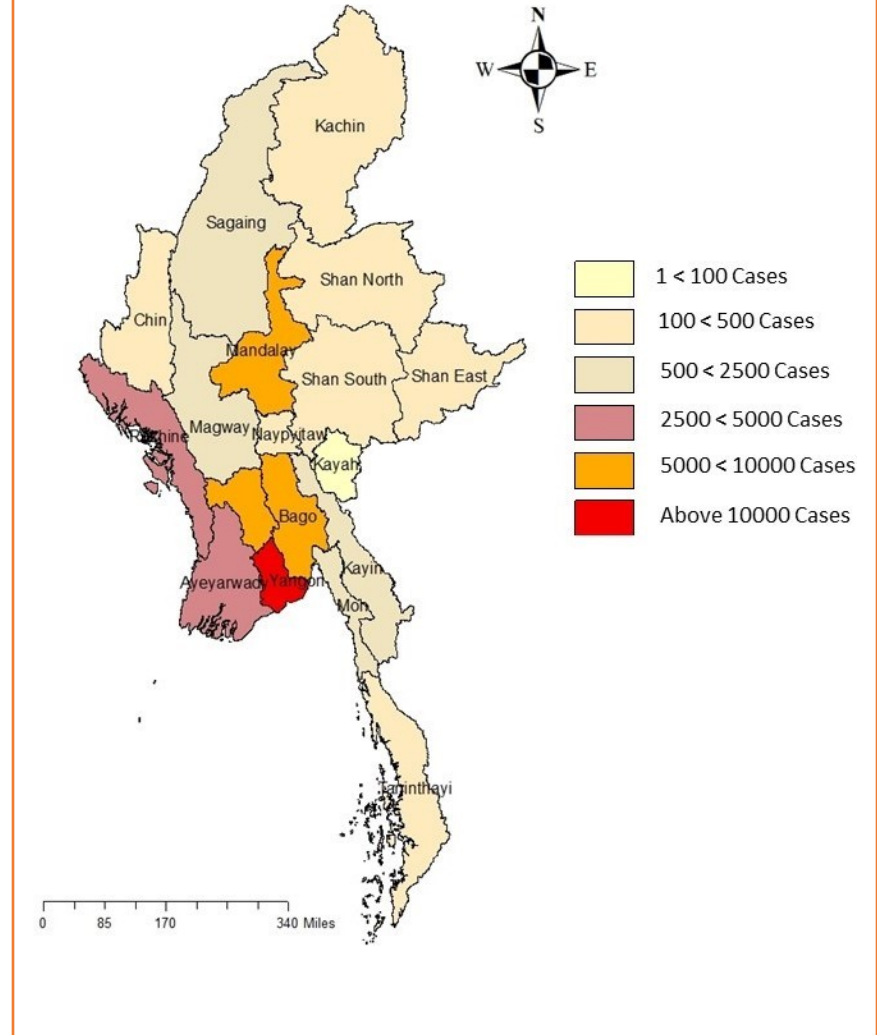 N
W E
S
Kachin
Sagaing
Shan North
Chin
Mandalay
Shan South
Shan East
Rakhine
Magway
Naypyitaw
Kayah
Bago
Ayeyarwady
Yangon
Kayin
Mon
Taninthayi
1 < 100 Cases
100 < 500 Cases
500 < 2500 Cases
2500 < 5000 Cases
5000 < 10000 Cases
Above 10000 Cases
0 85 170 340 Miles